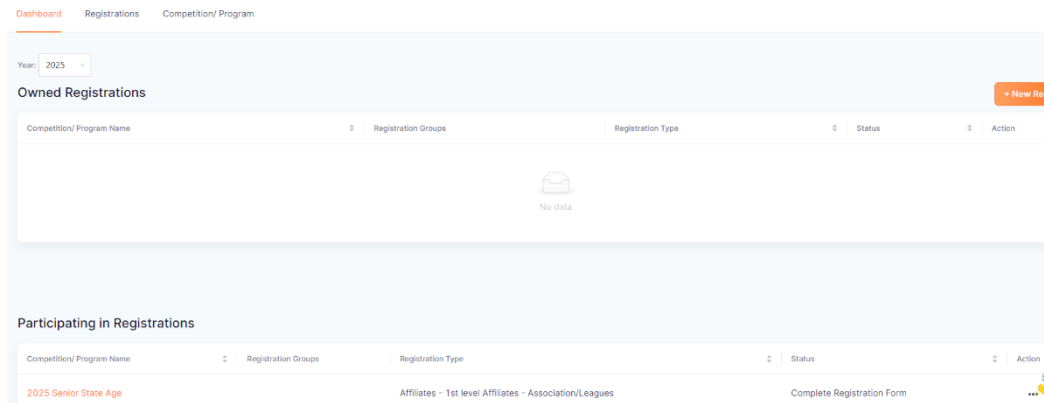 Dashboard Registrations Competition/ Program
Year: 2025
Owned Registrations
+ New Re
Competition/ Program Name Registration Groups Registration Type Status Action
No data
Participating in Registrations
Competition/ Program Name Registration Groups Registration Type Status Action
2025 Senior State Age Affiliates - 1st level Affiliates - Association/Leagues Complete Registration Form ...